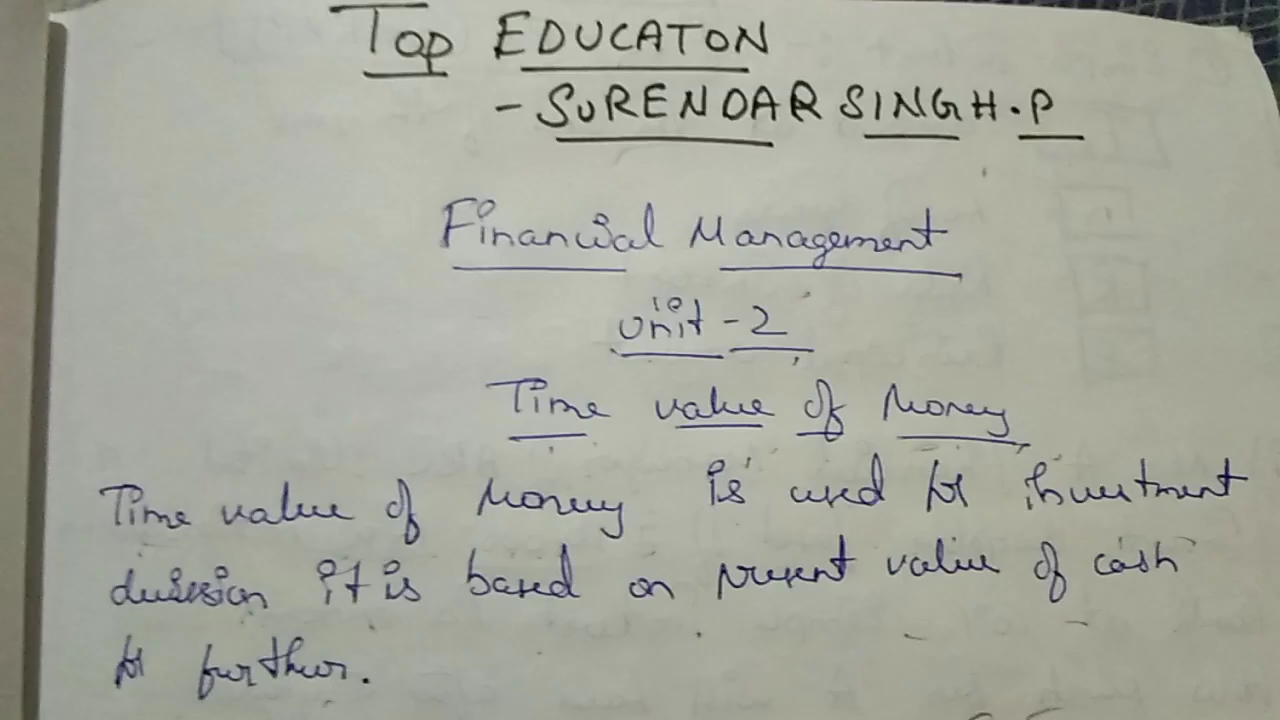 Top EDUCATON
- SURENDAR SINGH.P
Financial Management
unit - 2
Time value of Money
Time value of Money is used for investment
decision it is based on present value of cash
for further.